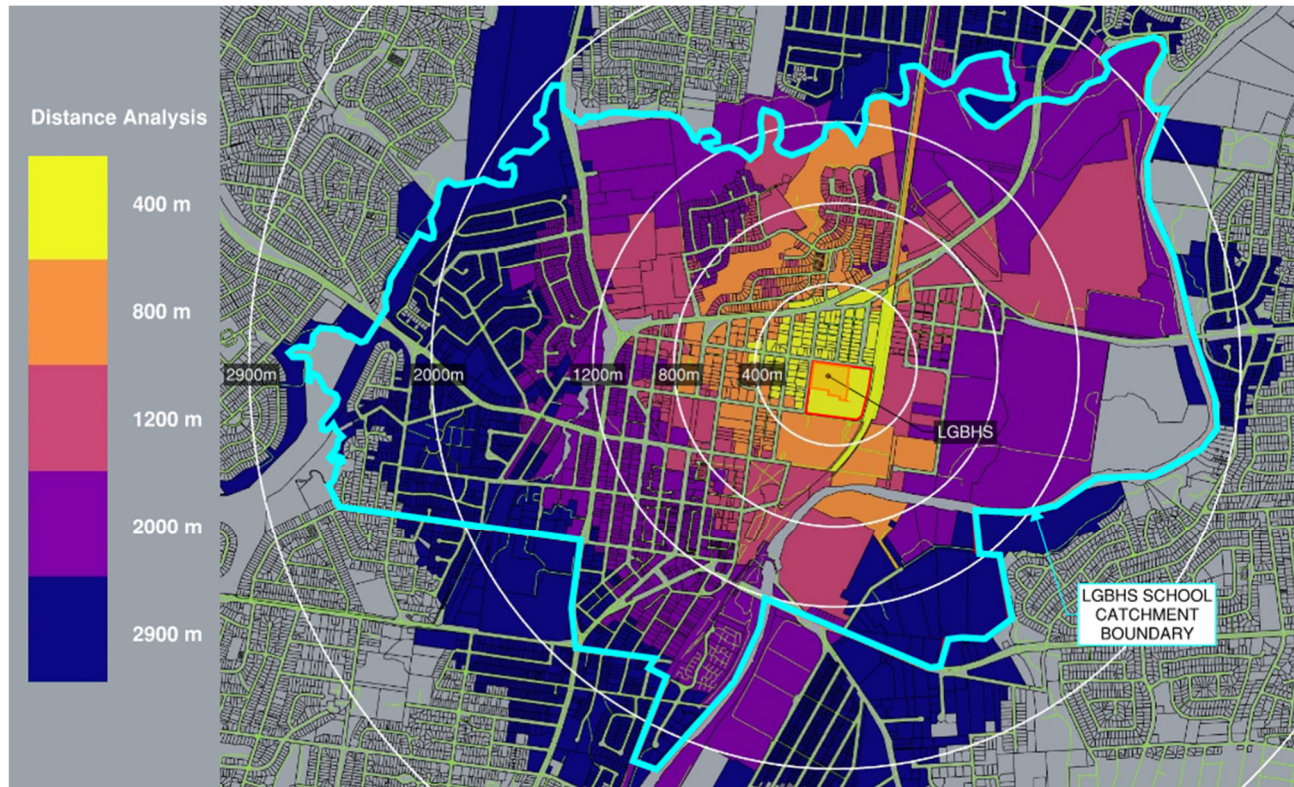 Distance Analysis
400 m
800 m
1200 m
2000 m
2900 m
2900m
2000m
1200m
800m
400m
LGBHS
LGBHS SCHOOL
CATCHMENT
BOUNDARY